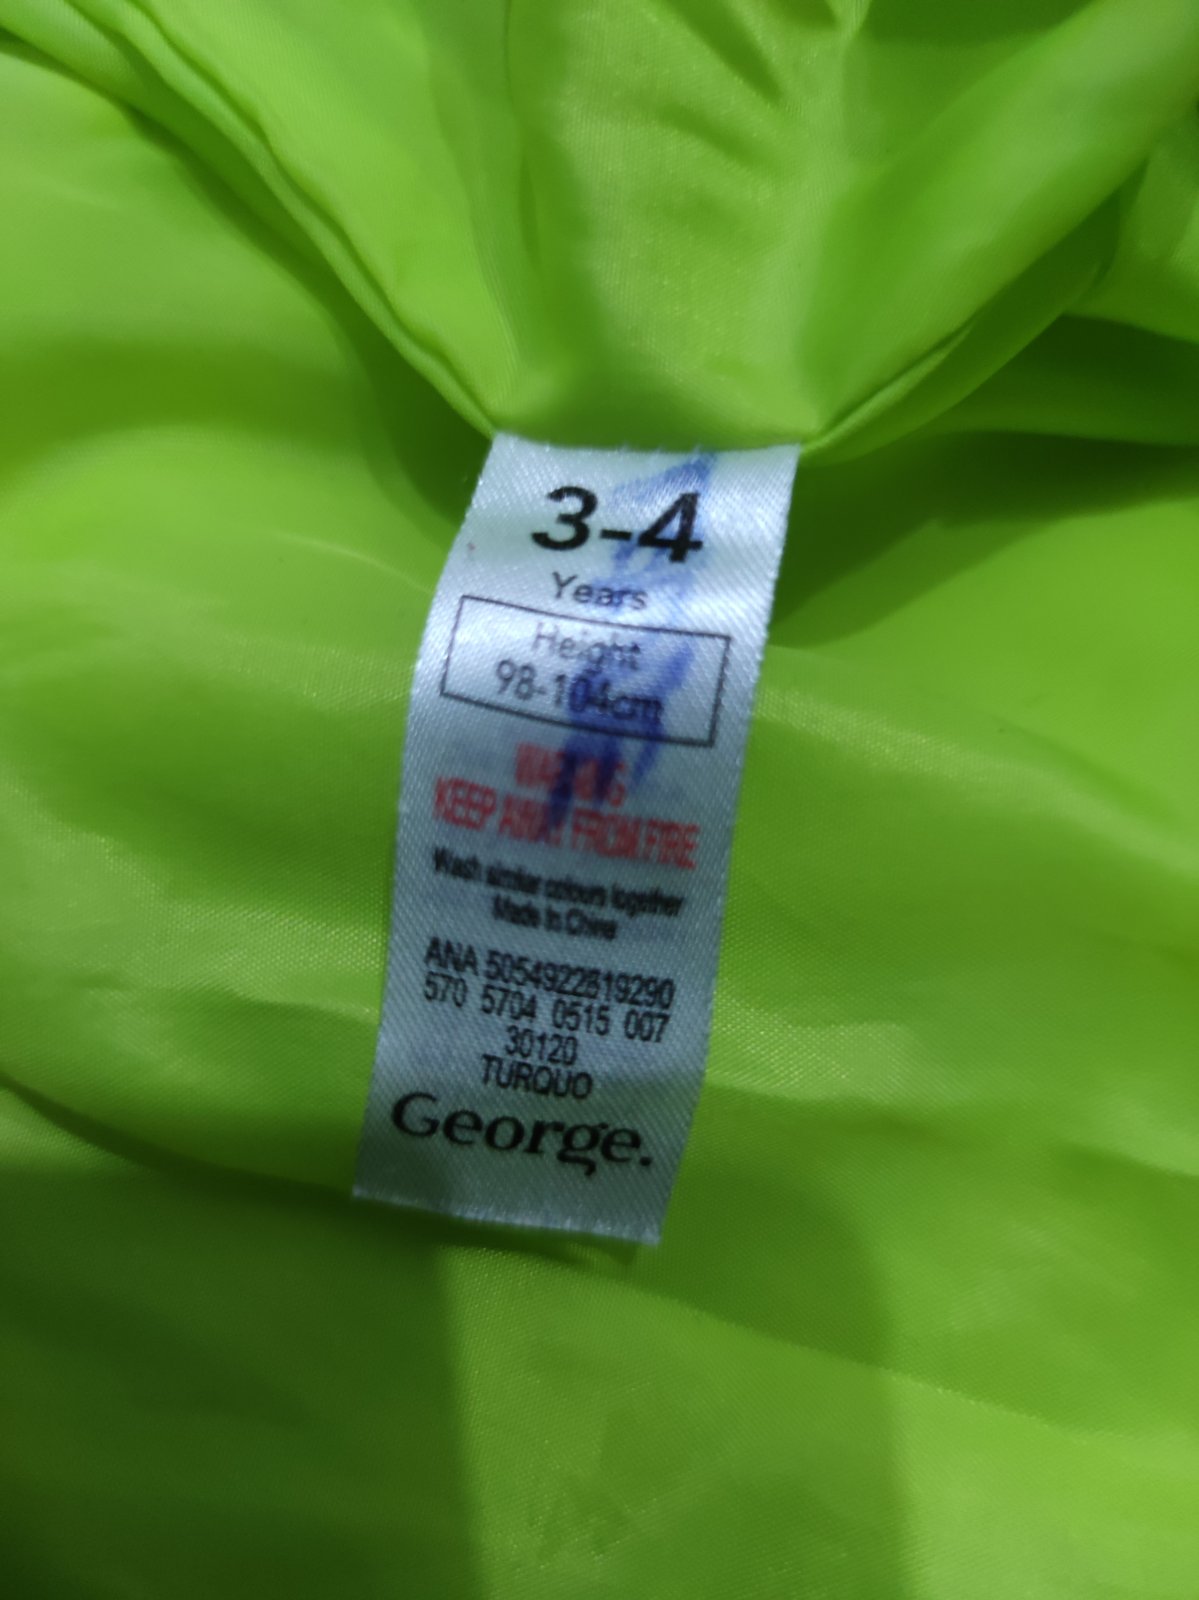 3-4
Years
Height
98-104cm
WARNING
KEEP AWAY FROM FIRE
Wash similar colours together
Made In China
ANA 5054922819290
570 5704 0515 007
30120
TURQUO
George.